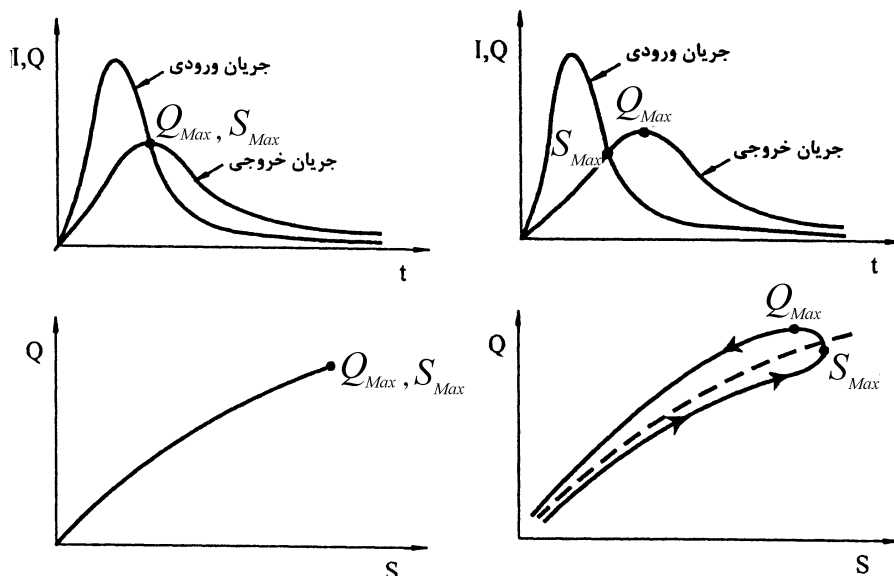 I,Q
جریان ورودی
Q_Max , S_Max
جریان خروجی
t
I,Q
جریان ورودی
Q_Max
S_Max
جریان خروجی
t
Q
Q_Max , S_Max
S
Q
Q_Max
S_Max
S